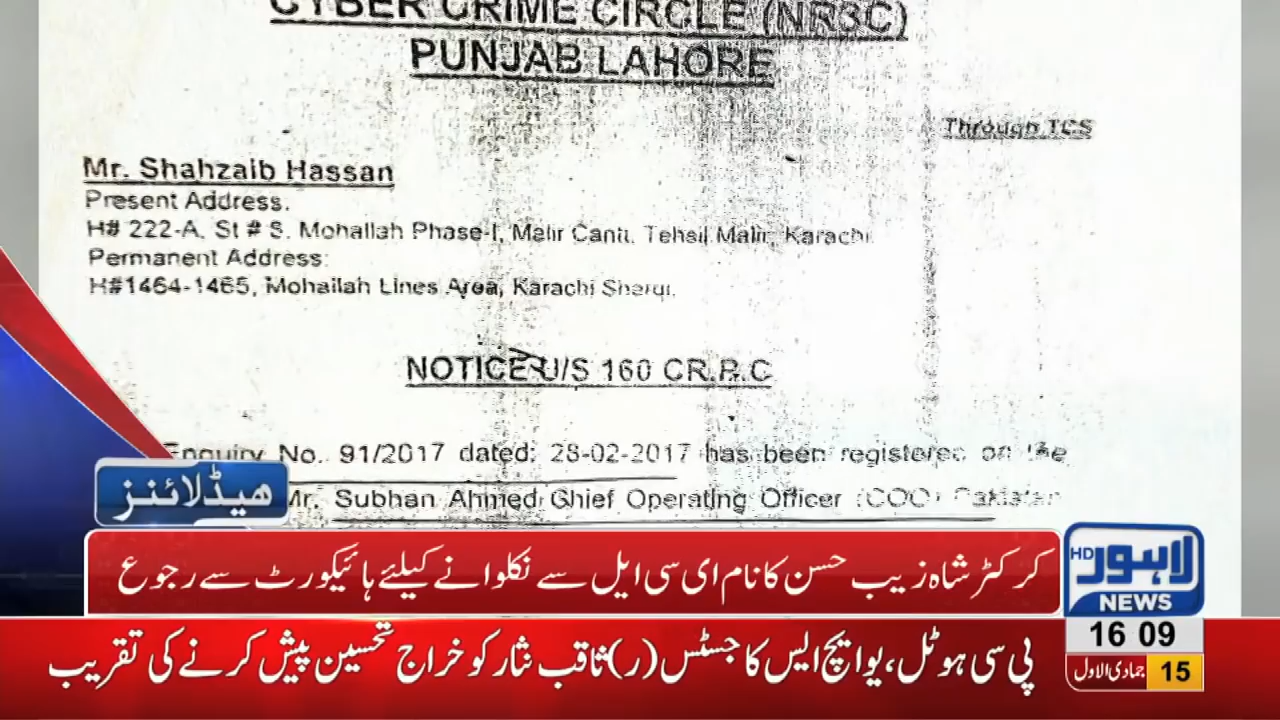 CYBER CRIME CIRCLE (NR3C)
PUNJAB LAHORE
Through TCS
Mr. Shahzaib Hassan
Present Address.
H# 222-A, St # S. Mohallah Phase-I, Malir Cantt. Tehsil Malir, Karachi.
Permanent Address:
H#1464-1465, Mohallah Lines Area, Karachi Sharqi.
NOTICE U/S 160 CR.P.C
Enquiry No. 91/2017 dated: 28-02-2017 has been registered on the
Mr. Subhan Ahmed Chief Operating Officer (COO) Pakistan
ھیڈلائنز
کرکٹر شاہ زیب حسن کا نام ای سی ایل سے نکلوانے کیلئے ہائیکورٹ سے رجوع
لاہور HD
NEWS
پی سی ہوٹل، یو ایچ ایس کا جسٹس (ر) ثاقب نثار کو خراج تحسین پیش کرنے کی تقریب
16 09
15 جمادی الاول